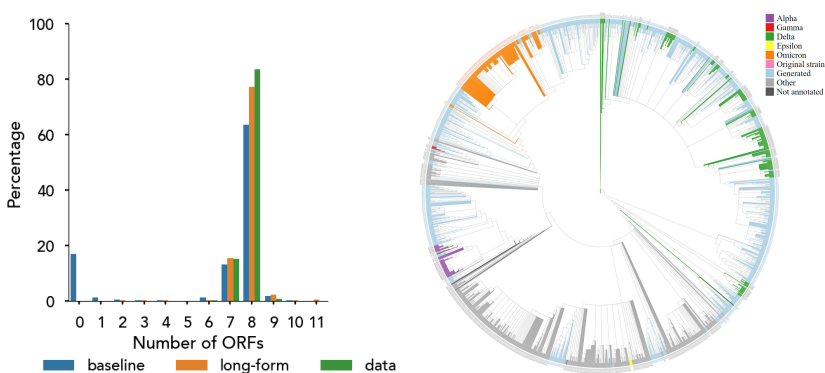 100
80
60
40
20
0
Percentage
0 1 2 3 4 5 6 7 8 9 10 11
Number of ORFs
baseline long-form data
Alpha
Gamma
Delta
Epsilon
Omicron
Original strain
Generated
Other
Not annotated